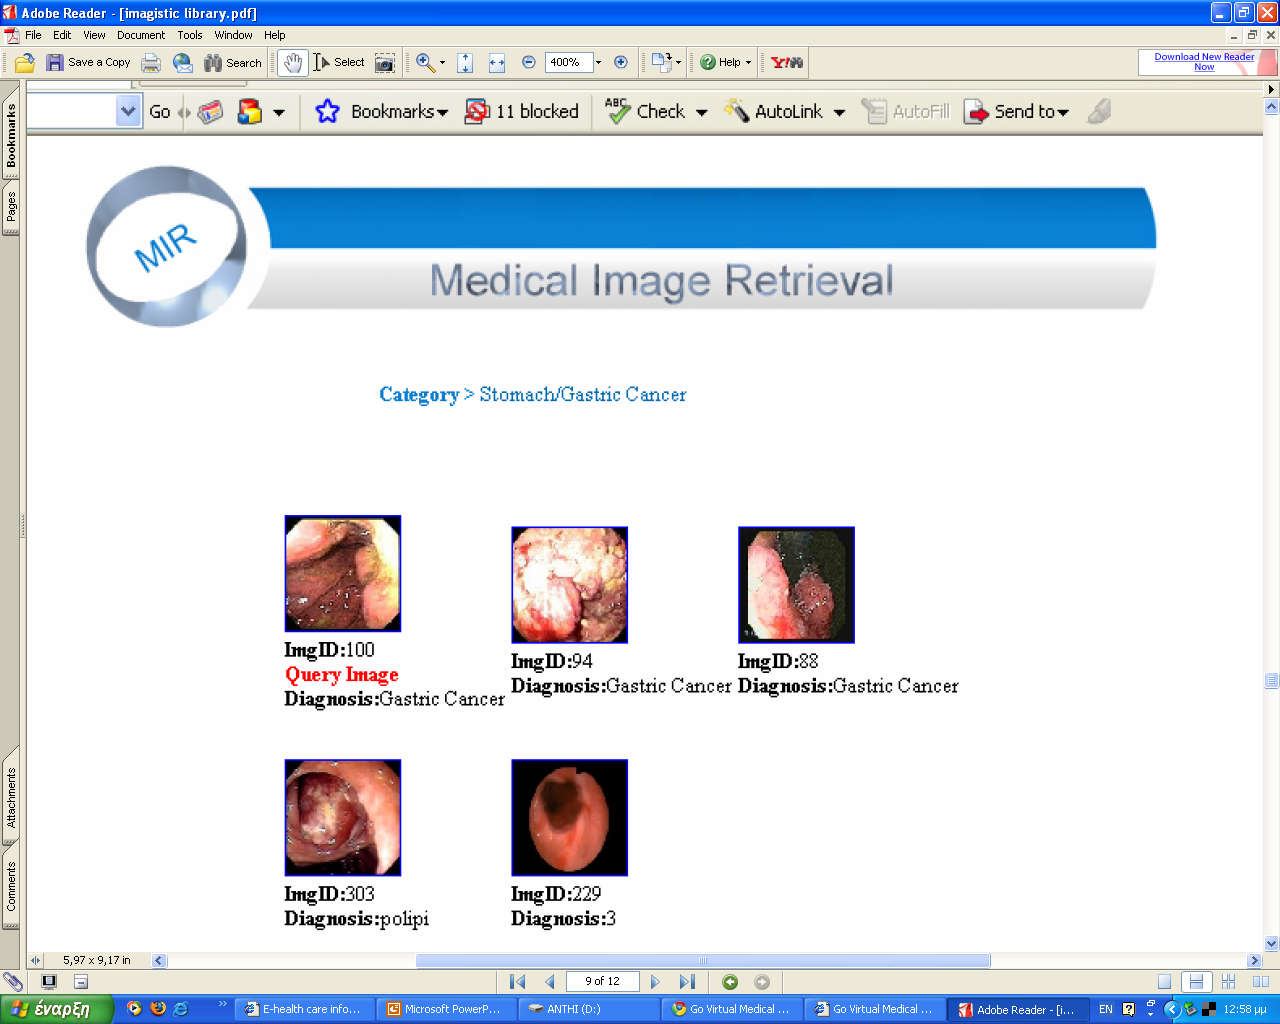 Adobe Reader - [imagistic library.pdf]
File Edit View Document Tools Window Help
Save a Copy Search Select 400% Help Y! Download New Reader Now
Go Bookmarks 11 blocked ABC Check AutoLink AutoFill Send to
Bookmarks
Pages
Attachments
Comments
MIR
Medical Image Retrieval
Category > Stomach/Gastric Cancer
ImgID:100
Query Image
Diagnosis:Gastric Cancer
ImgID:94
Diagnosis:Gastric Cancer
ImgID:88
Diagnosis:Gastric Cancer
ImgID:303
Diagnosis:polipi
ImgID:229
Diagnosis:3
5,97 x 9,17 in
9 of 12
έναρξη » E-health care info... Microsoft PowerP... ANTHI (D:) Go Virtual Medical ... Go Virtual Medical ... Adobe Reader - [i... EN 12:58 μμ